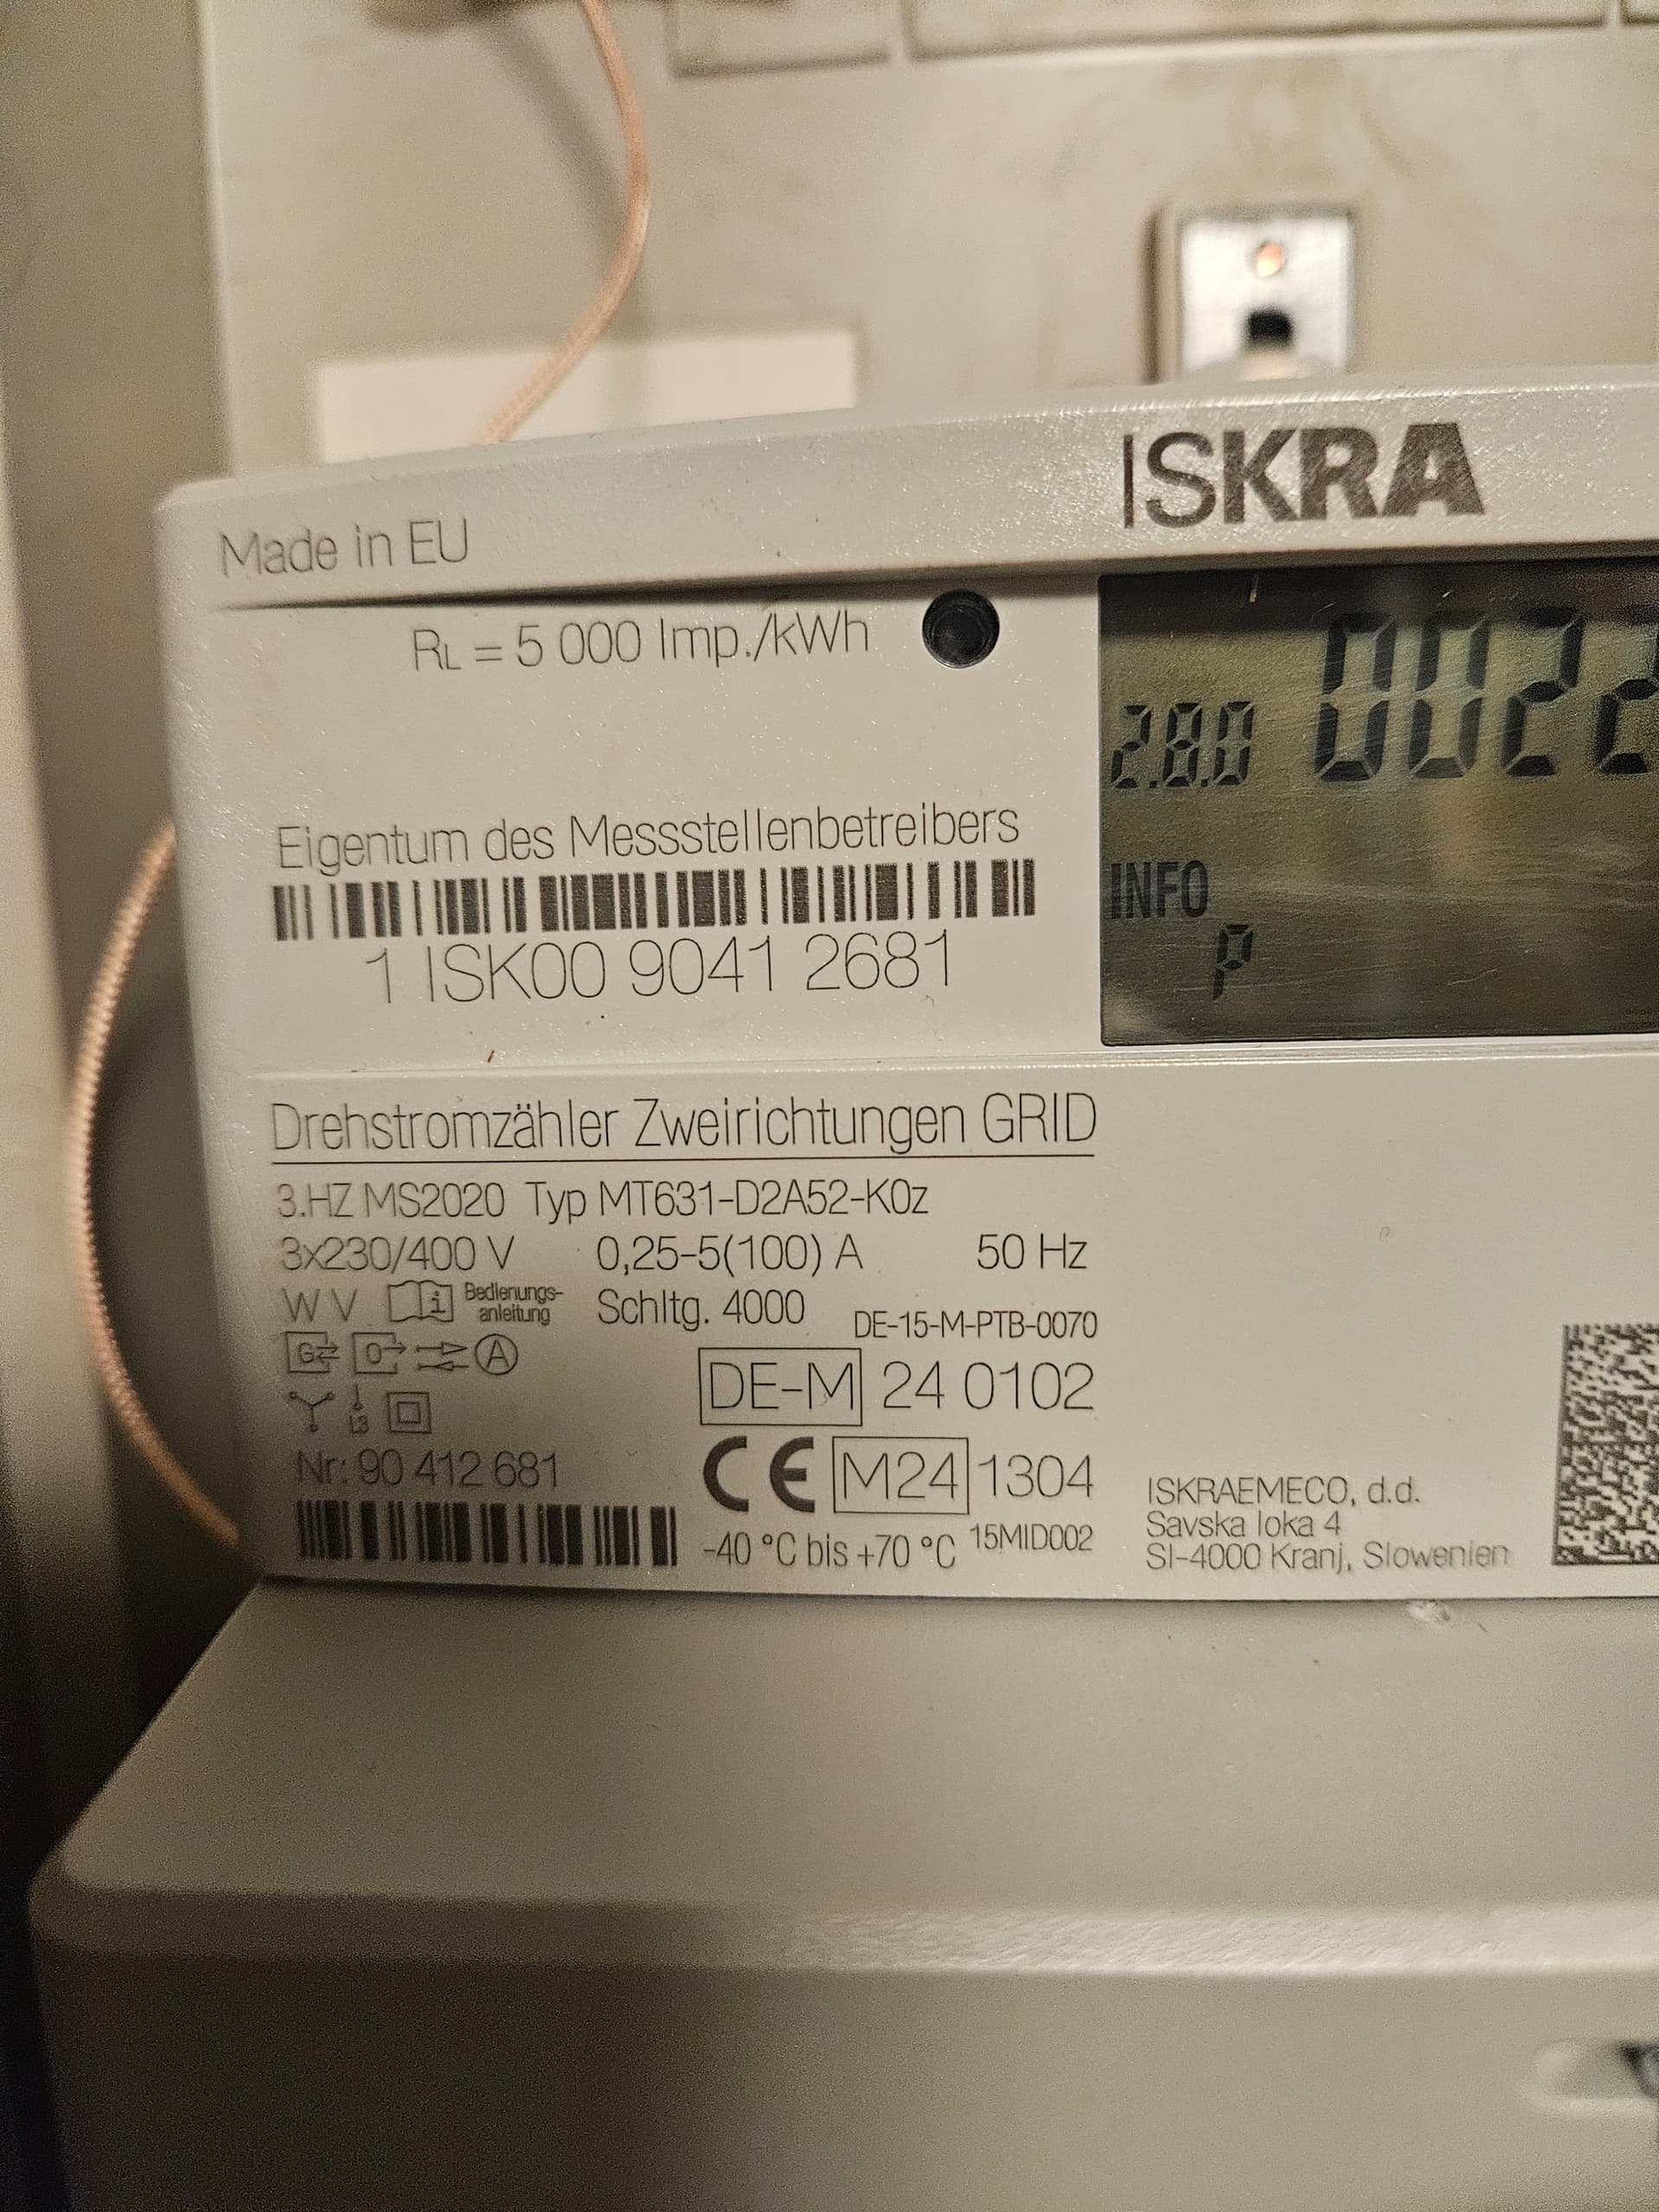 ISKRA
Made in EU
RL = 5 000 Imp./kWh
2.8.0 0022
Eigentum des Messstellenbetreibers
INFO
1 ISK00 9041 2681
P
Drehstromzähler Zweirichtungen GRID
3.HZ MS2020 Typ MT631-D2A52-K0z
3x230/400 V 0,25-5(100) A 50 Hz
W V i Bedienungs-
anleitung Schltg. 4000 DE-15-M-PTB-0070
G 0 A
DE-M 24 0102
L3
Nr: 90 412 681
CE M24 1304
-40 °C bis +70 °C 15MID002
ISKRAEMECO, d.d.
Savska loka 4
SI-4000 Kranj, Slowenien